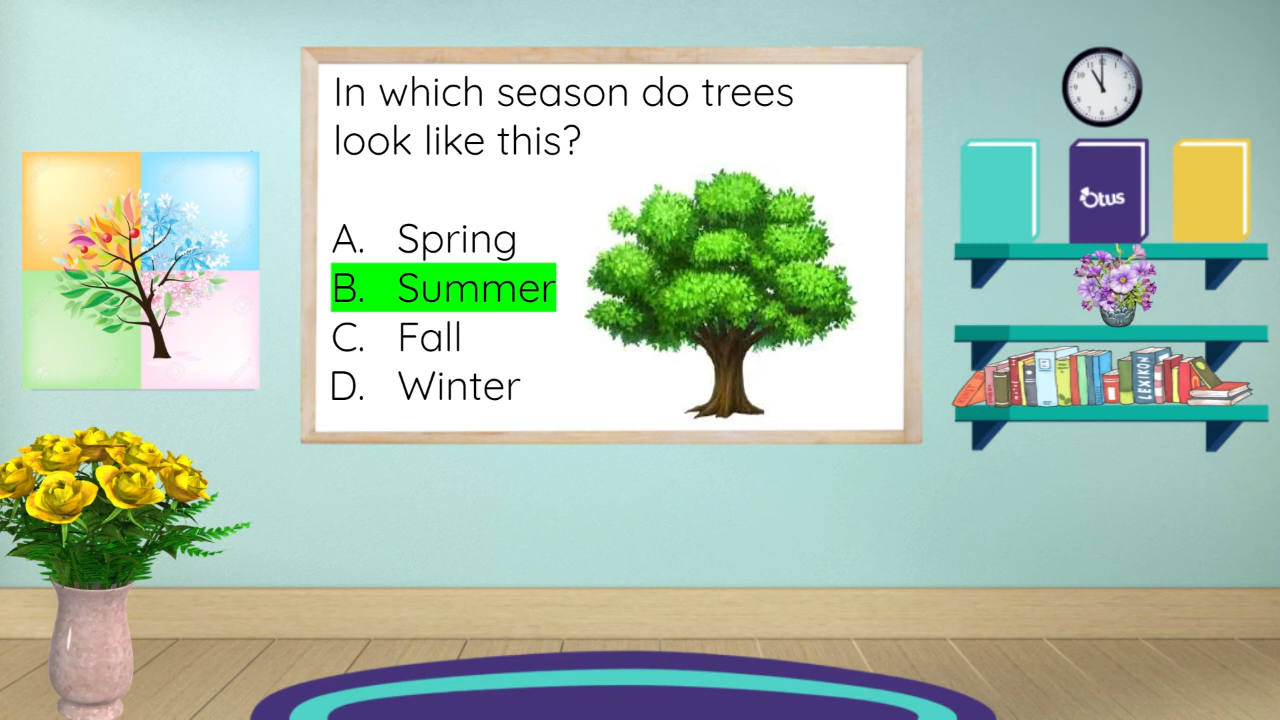 In which season do trees
look like this?
A. Spring
B. Summer
C. Fall
D. Winter
Otus
LEXIKON